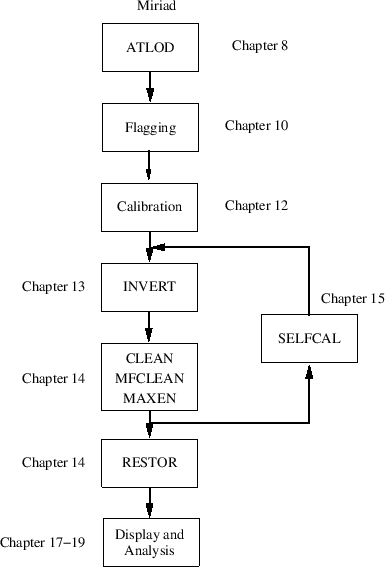 Miriad
ATLOD
Chapter 8
Flagging
Chapter 10
Calibration
Chapter 12
Chapter 13
INVERT
Chapter 15
SELFCAL
Chapter 14
CLEAN
MFCLEAN
MAXEN
Chapter 14
RESTOR
Chapter 17−19
Display and
Analysis